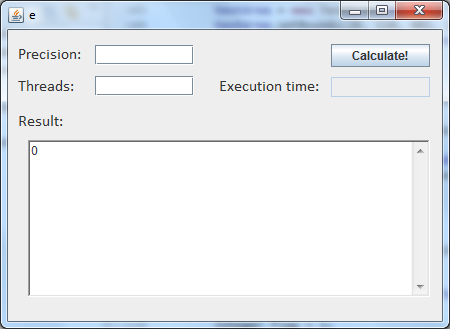 e
Precision:
Calculate!
Threads:
Execution time:
Result:
0